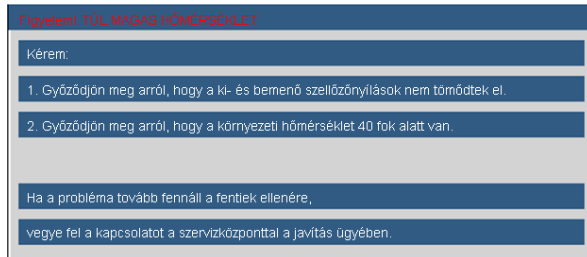 Figyelem! TÚL MAGAS HŐMÉRSÉKLET
Kérem:
1. Győződjön meg arról, hogy a ki- és bemenő szellőzőnyílások nem tömődtek el.
2. Győződjön meg arról, hogy a környezeti hőmérséklet 40 fok alatt van.
Ha a probléma tovább fennáll a fentiek ellenére,
vegye fel a kapcsolatot a szervizközponttal a javítás ügyében.